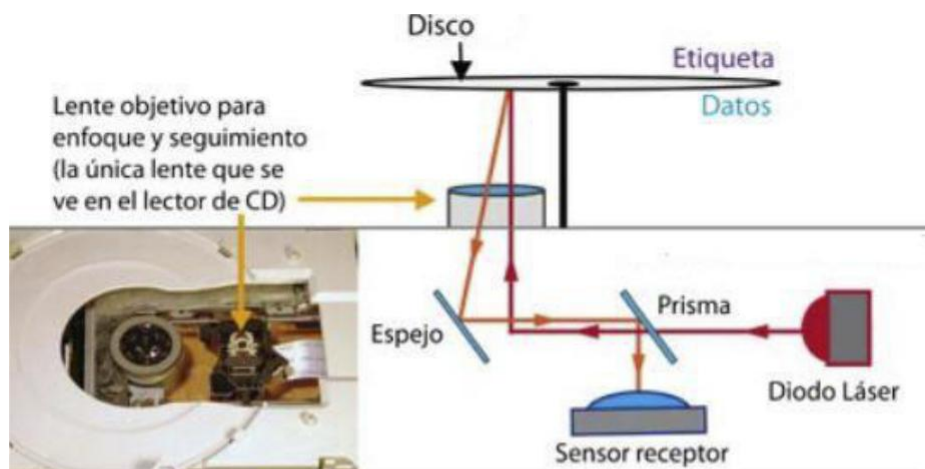 Disco
Etiqueta
Datos
Lente objetivo para
enfoque y seguimiento
(la única lente que se
ve en el lector de CD)
Prisma
Espejo
Diodo Láser
Sensor receptor